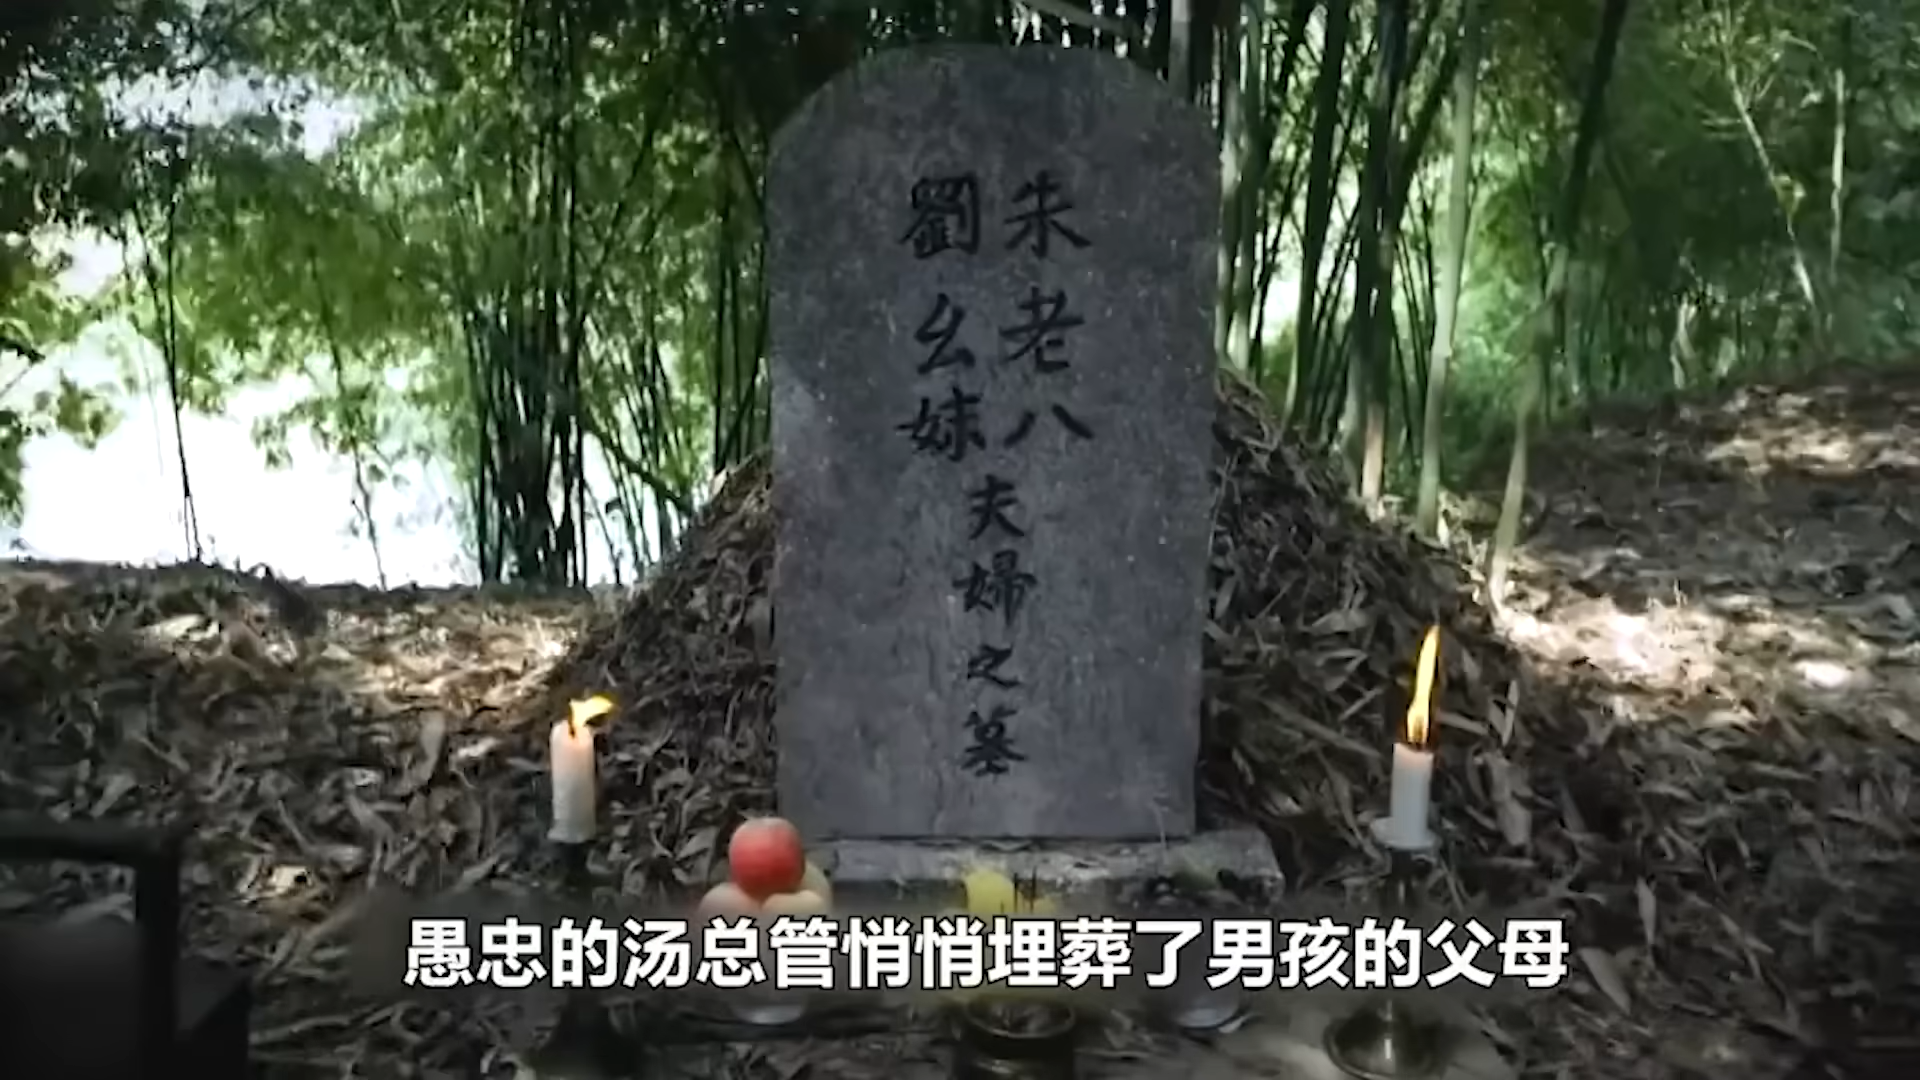 朱老八
劉幺妹
夫婦之墓
愚忠的汤总管悄悄埋葬了男孩的父母